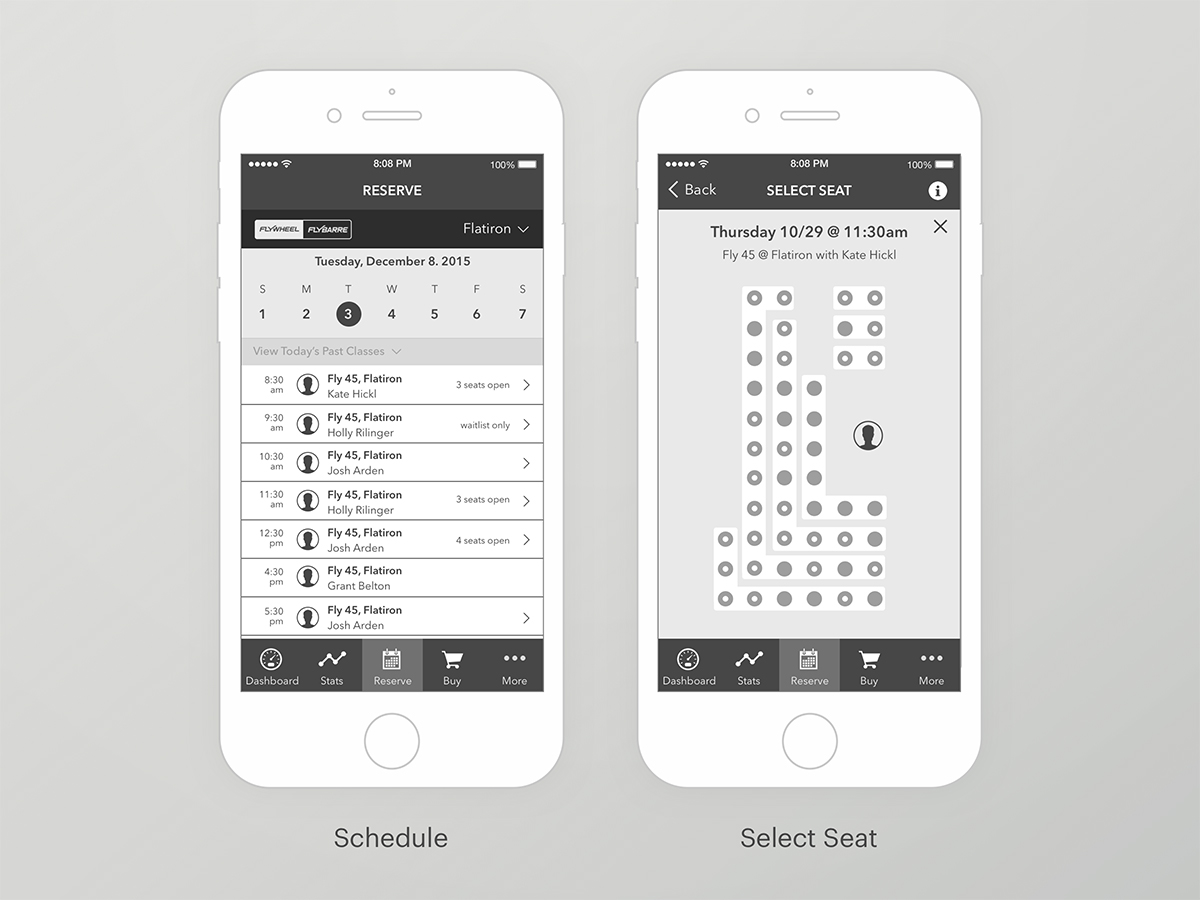 8:08 PM
100%
RESERVE
FLYWHEEL FLYBARRE
Flatiron
Tuesday, December 8. 2015
S M T W T F S
1 2 3 4 5 6 7
View Today's Past Classes
8:30 am
Fly 45, Flatiron
Kate Hickl
3 seats open
9:30 am
Fly 45, Flatiron
Holly Rilinger
waitlist only
10:30 am
Fly 45, Flatiron
Josh Arden
11:30 am
Fly 45, Flatiron
Holly Rilinger
3 seats open
12:30 pm
Fly 45, Flatiron
Josh Arden
4 seats open
4:30 pm
Fly 45, Flatiron
Grant Belton
5:30 pm
Fly 45, Flatiron
Josh Arden
Dashboard Stats Reserve Buy More
Schedule
8:08 PM
100%
Back
SELECT SEAT
i
Thursday 10/29 @ 11:30am
Fly 45 @ Flatiron with Kate Hickl
Dashboard Stats Reserve Buy More
Select Seat